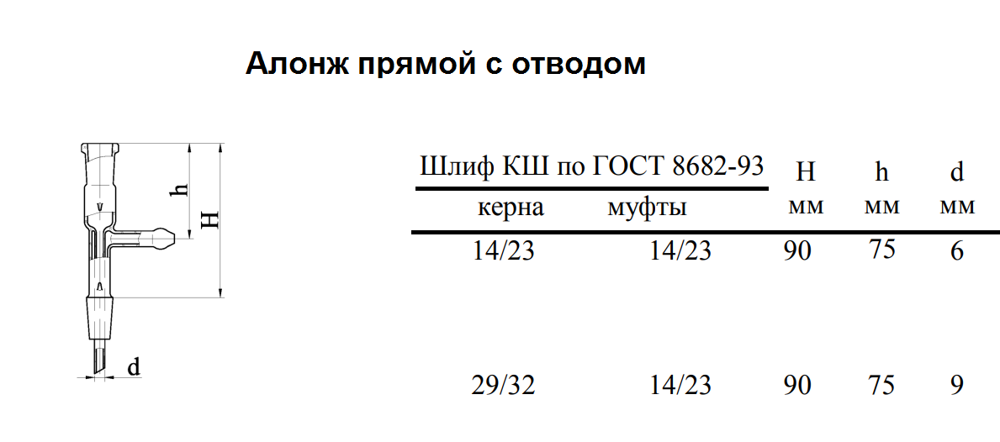 Алонж прямой с отводом
h
H
d
Шлиф КШ по ГОСТ 8682-93 H h d
керна муфты мм мм мм
14/23 14/23 90 75 6
29/32 14/23 90 75 9